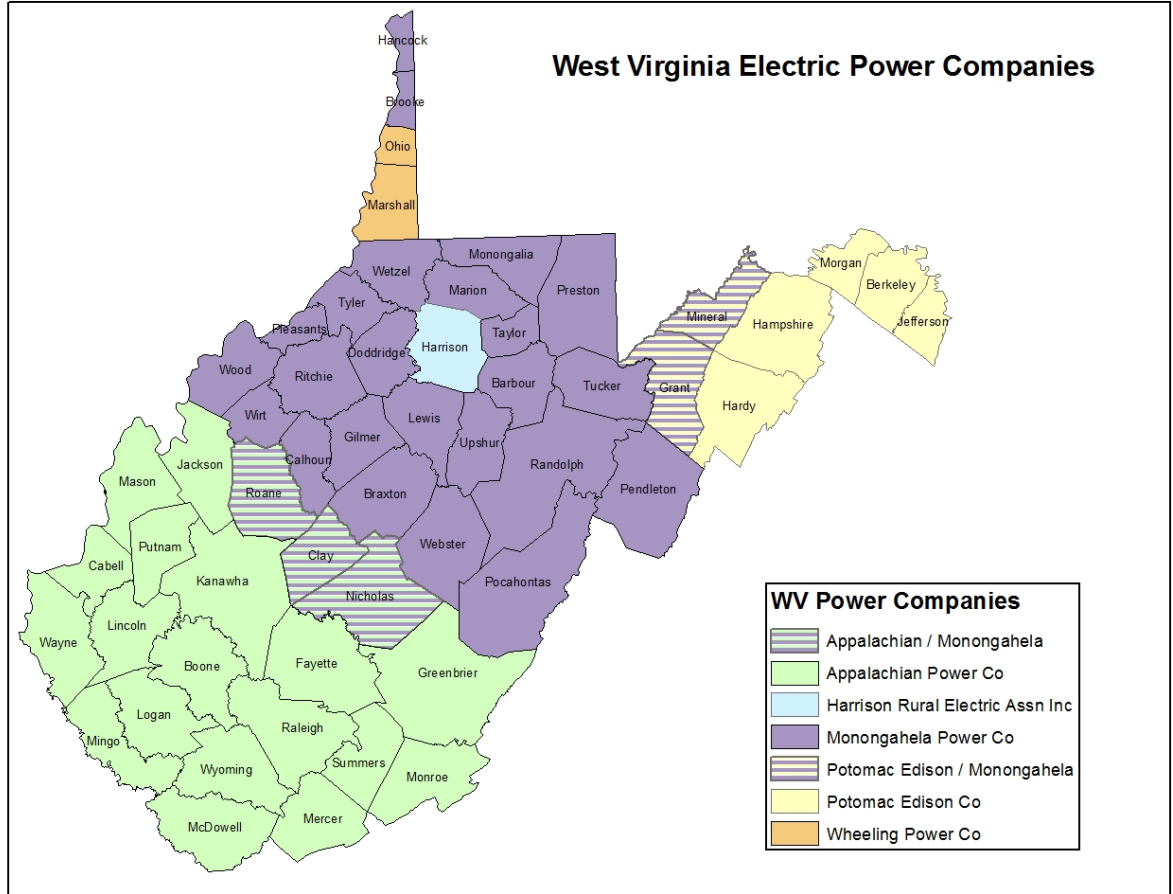 Hancock
West Virginia Electric Power Companies
Brooke
Ohio
Marshall
Monongalia
Morgan
Wetzel
Berkeley
Marion
Preston
Tyler
Mineral
Jefferson
Hampshire
Pleasants
Taylor
Harrison
Doddridge
Wood
Ritchie
Barbour
Tucker
Grant
Hardy
Wirt
Lewis
Gilmer
Upshur
Calhoun
Jackson
Randolph
Mason
Roane
Braxton
Pendleton
Putnam
Webster
Clay
Cabell
Kanawha
Pocahontas
Nicholas
Lincoln
Wayne
Fayette
Boone
Greenbrier
Logan
Raleigh
Mingo
Summers
Wyoming
Monroe
Mercer
McDowell
WV Power Companies
Appalachian / Monongahela
Appalachian Power Co
Harrison Rural Electric Assn Inc
Monongahela Power Co
Potomac Edison / Monongahela
Potomac Edison Co
Wheeling Power Co